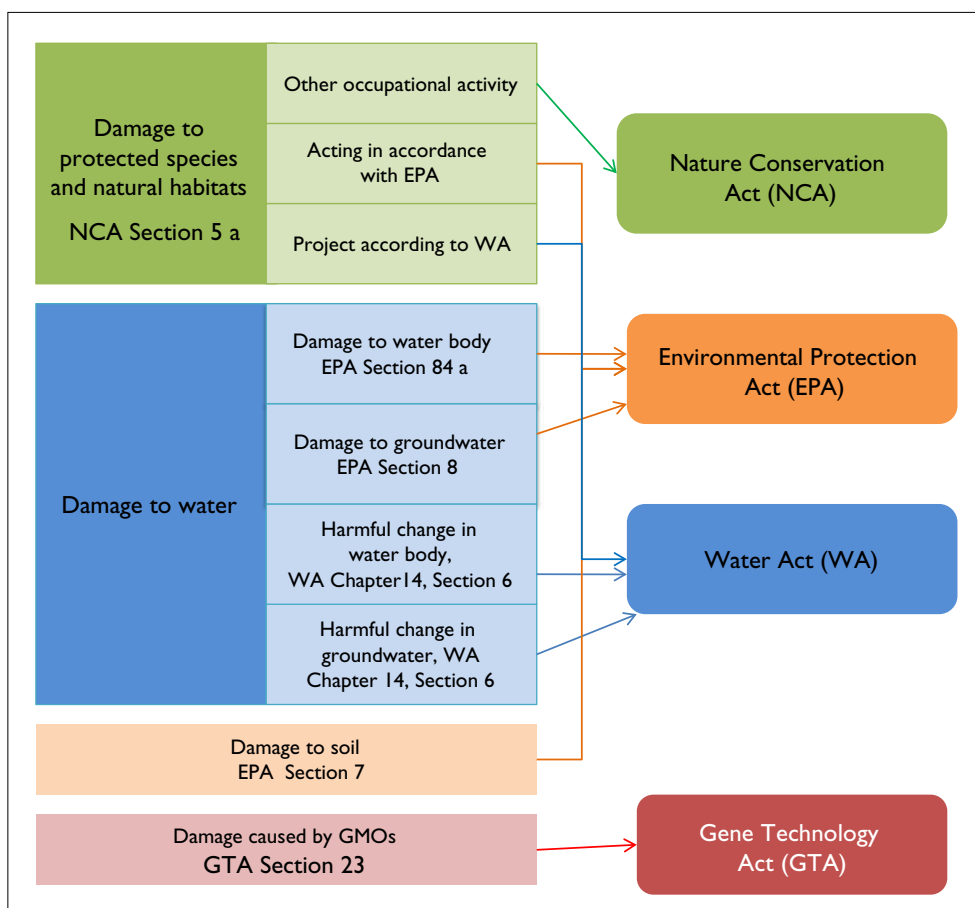 Damage to
protected species
and natural habitats
NCA Section 5 a
Other occupational activity
Acting in accordance
with EPA
Project according to WA
Nature Conservation
Act (NCA)
Damage to water
Damage to water body
EPA Section 84 a
Damage to groundwater
EPA Section 8
Harmful change in
water body,
WA Chapter14, Section 6
Harmful change in
groundwater, WA
Chapter 14, Section 6
Environmental Protection
Act (EPA)
Water Act (WA)
Damage to soil
EPA Section 7
Damage caused by GMOs
GTA Section 23
Gene Technology
Act (GTA)